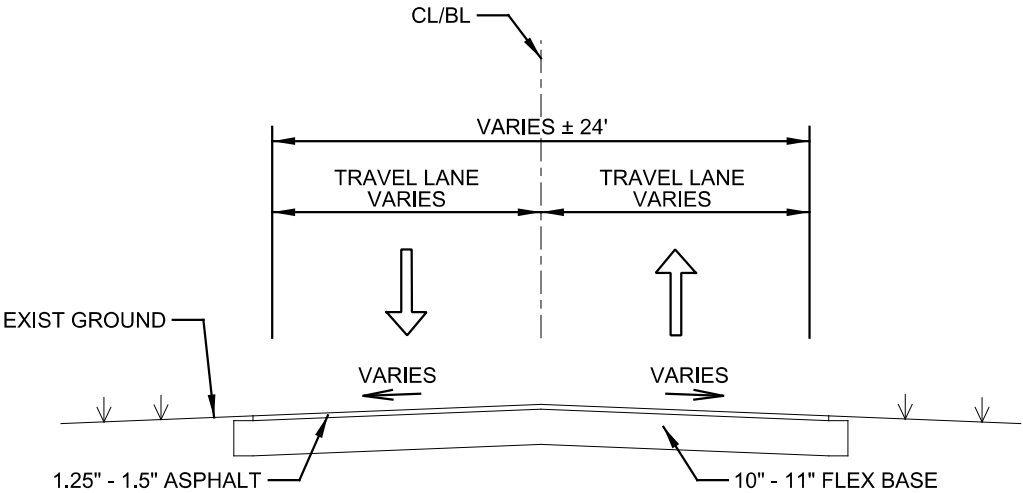 CL/BL
VARIES ± 24'
TRAVEL LANE
VARIES
TRAVEL LANE
VARIES
EXIST GROUND
VARIES
VARIES
1.25" - 1.5" ASPHALT
10" - 11" FLEX BASE